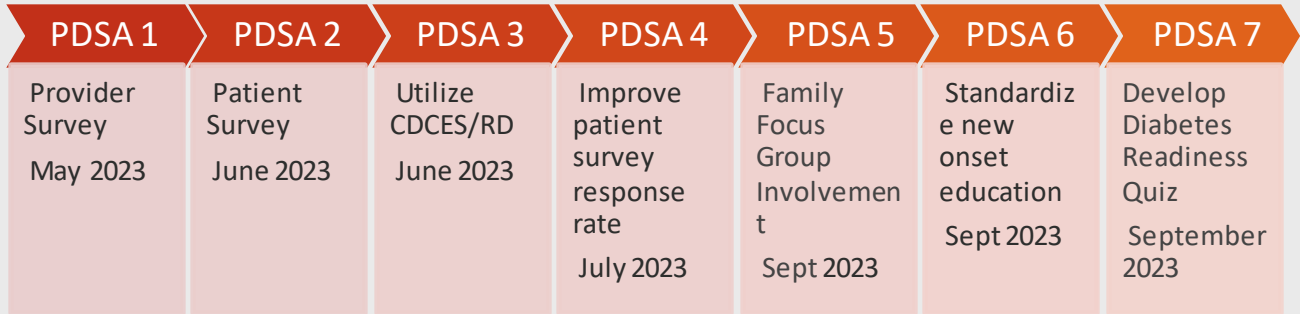 PDSA 1
PDSA 2
PDSA 3
PDSA 4
PDSA 5
PDSA 6
PDSA 7
Provider
Survey
May 2023
Patient
Survey
June 2023
Utilize
CDCES/RD
June 2023
Improve
patient
survey
response
rate
July 2023
Family
Focus
Group
Involvemen
t
Sept 2023
Standardiz
e new
onset
education
Sept 2023
Develop
Diabetes
Readiness
Quiz
September
2023